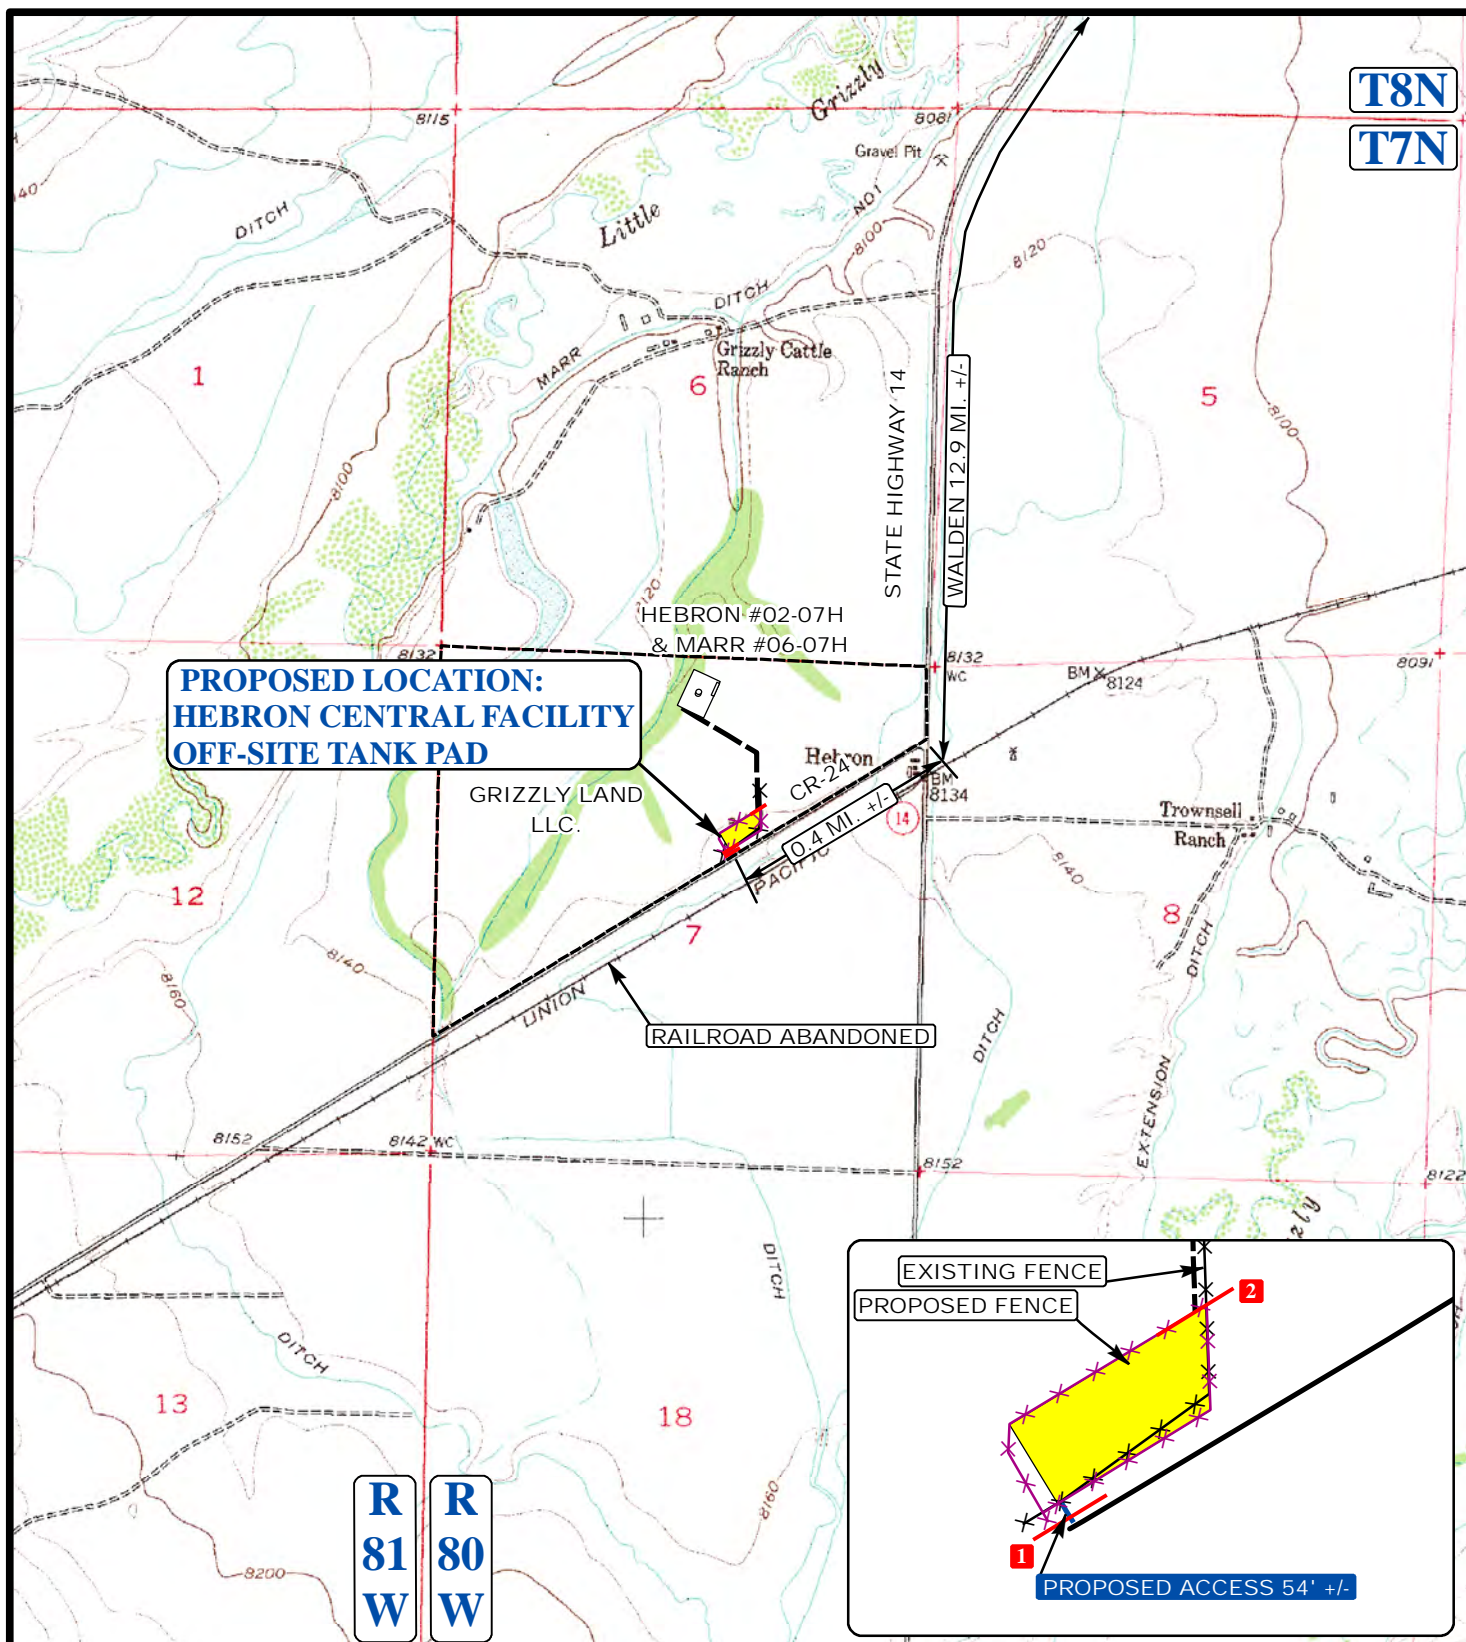 T8N
T7N
8115
8081
Grizzly
Little
Gravel Pit
DITCH
NO 1
8100
8120
DITCH
MARR
Grizzly Cattle
Ranch
1
6
5
8100
8100
STATE HIGHWAY 14
WALDEN 12.9 MI. +/-
8120
HEBRON #02-07H
& MARR #06-07H
8132
8132
WC
BM
8124
8091
PROPOSED LOCATION:
HEBRON CENTRAL FACILITY
OFF-SITE TANK PAD
GRIZZLY LAND
LLC.
Hebron
CR-24
BM
8134
14
0.4 MI. +/-
Trownsell
Ranch
8140
12
7
8
8140
8160
UNION
PACIFIC
RAILROAD ABANDONED
DITCH
DITCH
EXTENSION
8152
8142 WC
8152
8122
DITCH
DITCH
13
18
8160
8200
R
81
W
R
80
W
EXISTING FENCE
PROPOSED FENCE
2
1
PROPOSED ACCESS 54' +/-